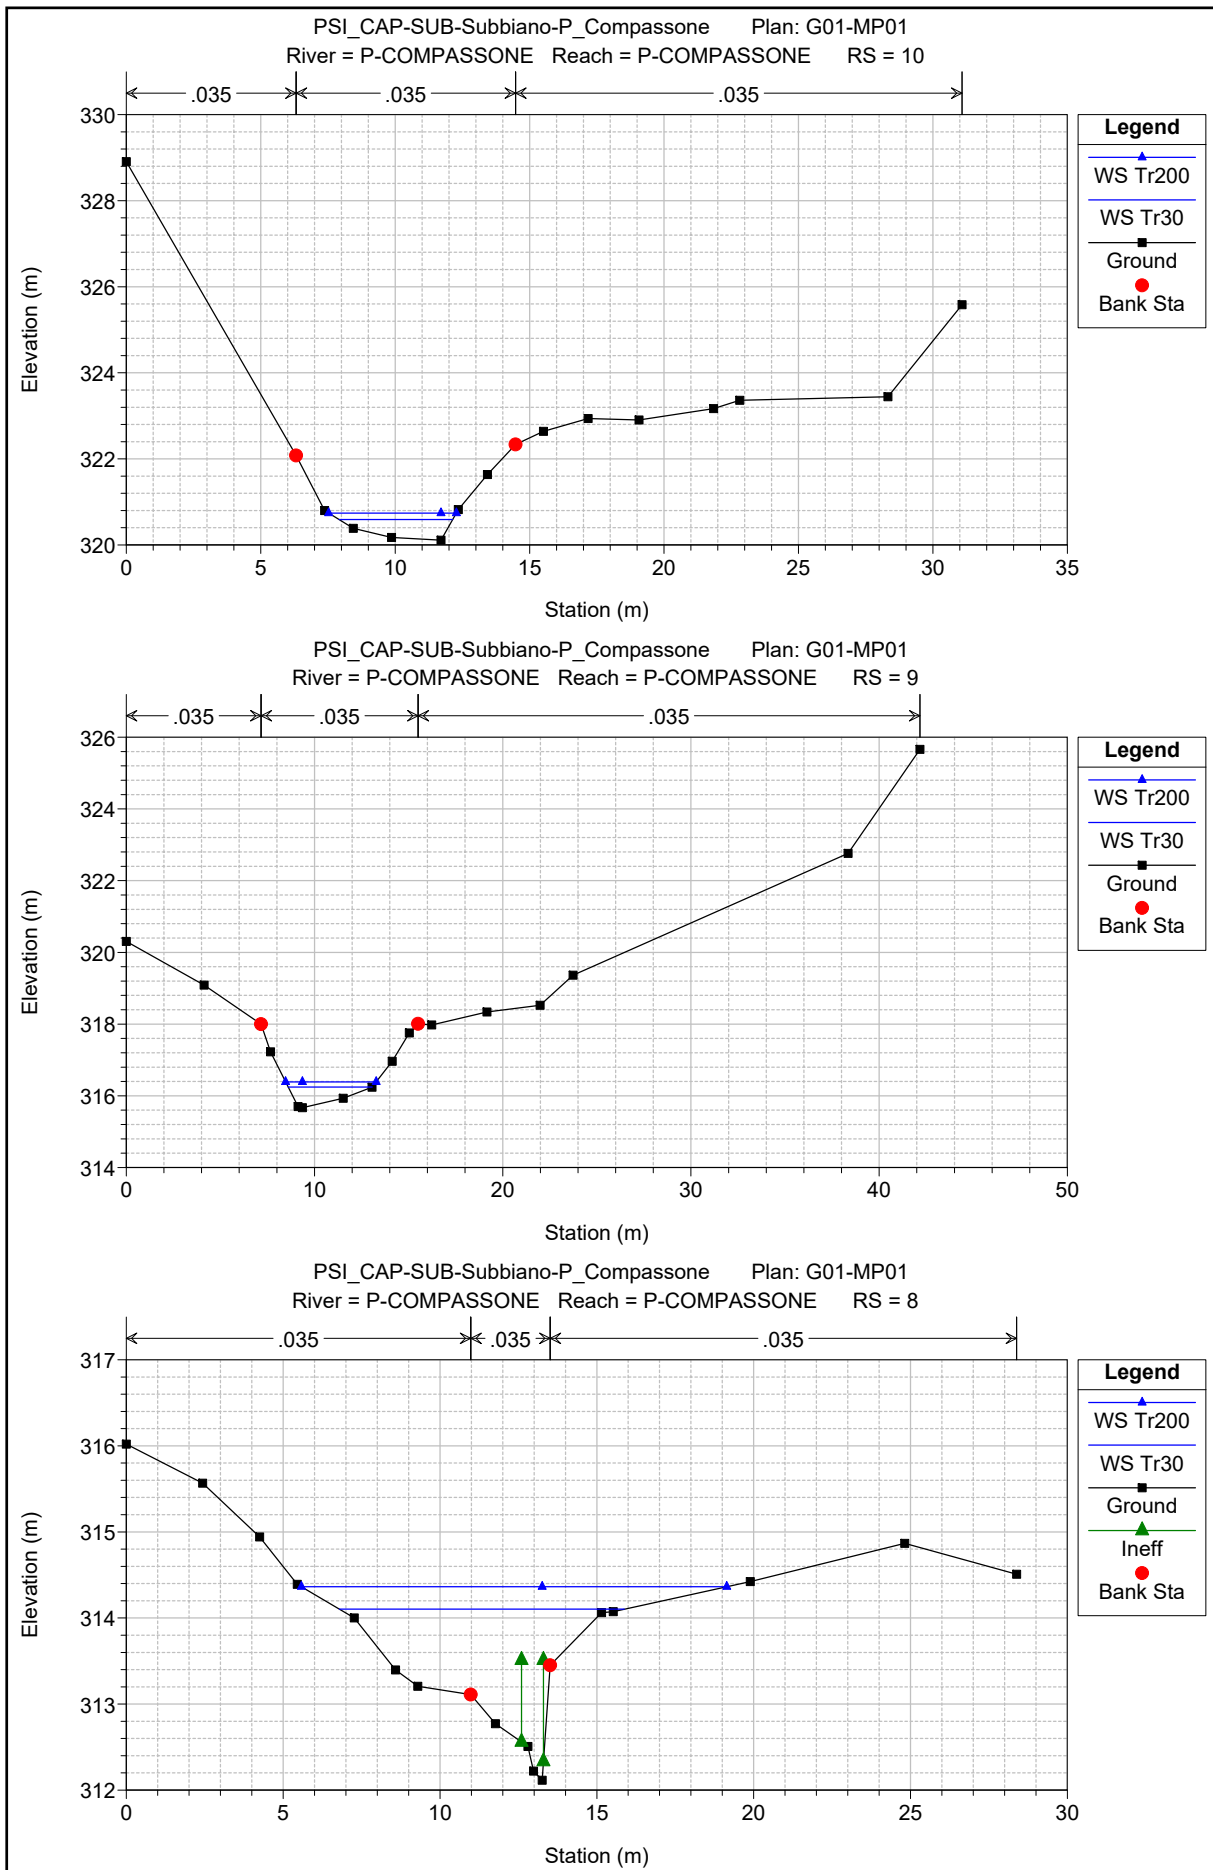 PSI_CAP-SUB-Subbiano-P_Compassone Plan: G01-MP01
River = P-COMPASSONE Reach = P-COMPASSONE RS = 10
.035 .035 .035
330
328
326
324
322
320
0 5 10 15 20 25 30 35
Station (m)
Elevation (m)
Legend
WS Tr200
WS Tr30
Ground
Bank Sta
PSI_CAP-SUB-Subbiano-P_Compassone Plan: G01-MP01
River = P-COMPASSONE Reach = P-COMPASSONE RS = 9
.035 .035 .035
326
324
322
320
318
316
314
0 10 20 30 40 50
Station (m)
Elevation (m)
Legend
WS Tr200
WS Tr30
Ground
Bank Sta
PSI_CAP-SUB-Subbiano-P_Compassone Plan: G01-MP01
River = P-COMPASSONE Reach = P-COMPASSONE RS = 8
.035 .035 .035
317
316
315
314
313
312
0 5 10 15 20 25 30
Station (m)
Elevation (m)
Legend
WS Tr200
WS Tr30
Ground
Ineff
Bank Sta